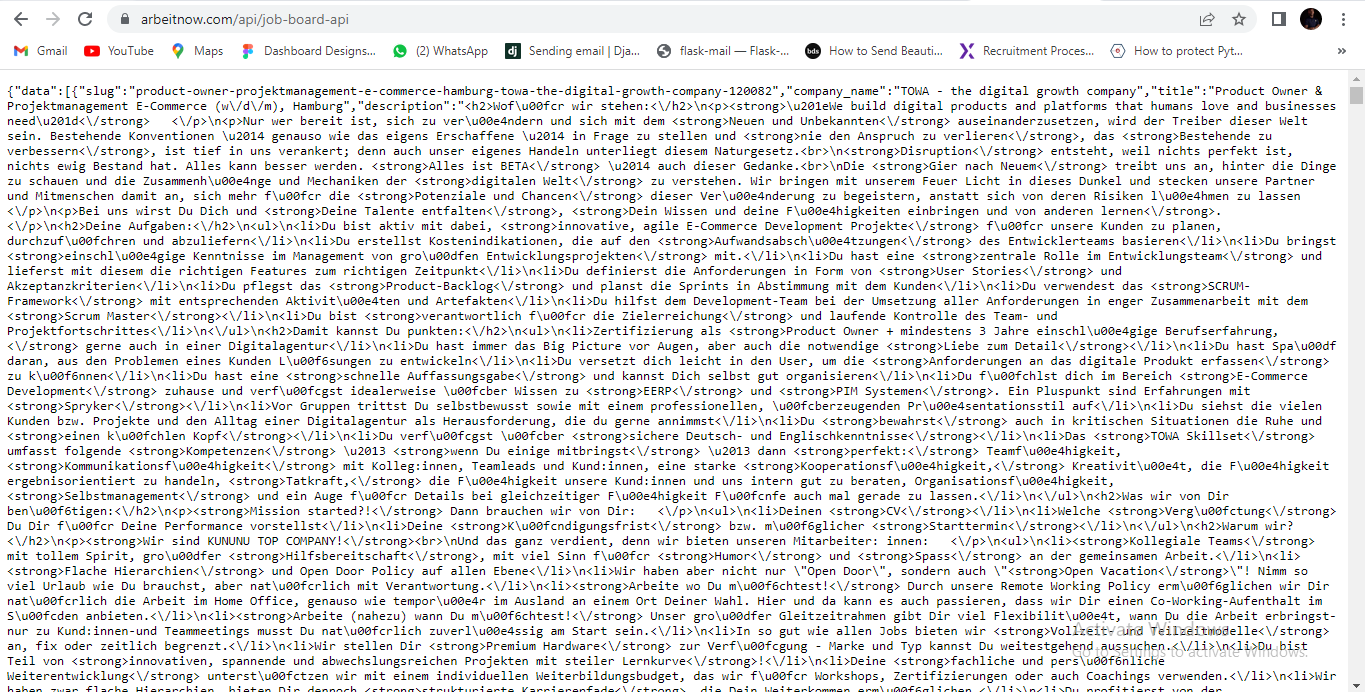 arbeitnow.com/api/job-board-api
Gmail YouTube Maps Dashboard Designs... (2) WhatsApp dj Sending email | Dja... flask-mail — Flask-... bds How to Send Beauti... Recruitment Proces... How to protect Pyt... »
{"data":[{"slug":"product-owner-projektmanagement-e-commerce-hamburg-towa-the-digital-growth-company-120082","company_name":"TOWA - the digital growth company","title":"Product Owner &
Projektmanagement E-Commerce (w\/d\/m), Hamburg","description":"<h2>Wof\u00fcr wir stehen:<\/h2>\n<p><strong>\u201eWe build digital products and platforms that humans love and businesses
need\u201d<\/strong>   <\/p>\n<p>Nur wer bereit ist, sich zu ver\u00e4ndern und sich mit dem <strong>Neuen und Unbekannten<\/strong> auseinanderzusetzen, wird der Treiber dieser Welt
sein. Bestehende Konventionen \u2014 genauso wie das eigens Erschaffene \u2014 in Frage zu stellen und <strong>nie den Anspruch zu verlieren<\/strong>, das <strong>Bestehende zu
verbessern<\/strong>, ist tief in uns verankert; denn auch unser eigenes Handeln unterliegt diesem Naturgesetz.<br>\n<strong>Disruption<\/strong> entsteht, weil nichts perfekt ist,
nichts ewig Bestand hat. Alles kann besser werden. <strong>Alles ist BETA<\/strong> \u2014 auch dieser Gedanke.<br>\nDie <strong>Gier nach Neuem<\/strong> treibt uns an, hinter die Dinge
zu schauen und die Zusammenh\u00e4nge und Mechaniken der <strong>digitalen Welt<\/strong> zu verstehen. Wir bringen mit unserem Feuer Licht in dieses Dunkel und stecken unsere Partner
und Mitmenschen damit an, sich mehr f\u00fcr die <strong>Potenziale und Chancen<\/strong> dieser Ver\u00e4nderung zu begeistern, anstatt sich von deren Risiken l\u00e4hmen zu lassen
<\/p>\n<p>Bei uns wirst Du Dich und <strong>Deine Talente entfalten<\/strong>, <strong>Dein Wissen und deine F\u00e4higkeiten einbringen und von anderen lernen<\/strong>.
<\/p>\n<h2>Deine Aufgaben:<\/h2>\n<ul>\n<li>Du bist aktiv mit dabei, <strong>innovative, agile E-Commerce Development Projekte<\/strong> f\u00fcr unsere Kunden zu planen,
durchzuf\u00fchren und abzuliefern<\/li>\n<li>Du erstellst Kostenindikationen, die auf den <strong>Aufwandsabsch\u00e4tzungen<\/strong> des Entwicklerteams basieren<\/li>\n<li>Du bringst
<strong>einschl\u00e4gige Kenntnisse im Management von gro\u00dfen Entwicklungsprojekten<\/strong> mit.<\/li>\n<li>Du hast eine <strong>zentrale Rolle im Entwicklungsteam<\/strong> und
lieferst mit diesem die richtigen Features zum richtigen Zeitpunkt<\/li>\n<li>Du definierst die Anforderungen in Form von <strong>User Stories<\/strong> und
Akzeptanzkriterien<\/li>\n<li>Du pflegst das <strong>Product-Backlog<\/strong> und planst die Sprints in Abstimmung mit dem Kunden<\/li>\n<li>Du verwendest das <strong>SCRUM-
Framework<\/strong> mit entsprechenden Aktivit\u00e4ten und Artefakten<\/li>\n<li>Du hilfst dem Development-Team bei der Umsetzung aller Anforderungen in enger Zusammenarbeit mit dem
<strong>Scrum Master<\/strong><\/li>\n<li>Du bist <strong>verantwortlich f\u00fcr die Zielerreichung<\/strong> und laufende Kontrolle des Team- und
Projektfortschrittes<\/li>\n<\/ul>\n<h2>Damit kannst Du punkten:<\/h2>\n<ul>\n<li>Zertifizierung als <strong>Product Owner + mindestens 3 Jahre einschl\u00e4gige Berufserfahrung,
<\/strong> gerne auch in einer Digitalagentur<\/li>\n<li>Du hast immer das Big Picture vor Augen, aber auch die notwendige <strong>Liebe zum Detail<\/strong><\/li>\n<li>Du hast Spa\u00df
daran, aus den Problemen eines Kunden L\u00f6sungen zu entwickeln<\/li>\n<li>Du versetzt dich leicht in den User, um die <strong>Anforderungen an das digitale Produkt erfassen<\/strong>
zu k\u00f6nnen<\/li>\n<li>Du hast eine <strong>schnelle Auffassungsgabe<\/strong> und kannst Dich selbst gut organisieren<\/li>\n<li>Du f\u00fchlst dich im Bereich <strong>E-Commerce
Development<\/strong> zuhause und verf\u00fcgst idealerweise \u00fcber Wissen zu <strong>EERP<\/strong> und <strong>PIM Systemen<\/strong>. Ein Pluspunkt sind Erfahrungen mit
<strong>Spryker<\/strong><\/li>\n<li>Vor Gruppen trittst Du selbstbewusst sowie mit einem professionellen, \u00fcberzeugenden Pr\u00e4sentationsstil auf<\/li>\n<li>Du siehst die vielen
Kunden bzw. Projekte und den Alltag einer Digitalagentur als Herausforderung, die du gerne annimmst<\/li>\n<li>Du <strong>bewahrst<\/strong> auch in kritischen Situationen die Ruhe und
<strong>einen k\u00fchlen Kopf<\/strong><\/li>\n<li>Du verf\u00fcgst \u00fcber <strong>sichere Deutsch- und Englischkenntnisse<\/strong><\/li>\n<li>Das <strong>TOWA Skillset<\/strong>
umfasst folgende <strong>Kompetenzen<\/strong> \u2013 <strong>wenn Du einige mitbringst<\/strong> \u2013 dann <strong>perfekt:<\/strong> Teamf\u00e4higkeit,
<strong>Kommunikationsf\u00e4higkeit<\/strong> mit Kolleg:innen, Teamleads und Kund:innen, eine starke <strong>Kooperationsf\u00e4higkeit,<\/strong> Kreativit\u00e4t, die F\u00e4higkeit
ergebnisorientiert zu handeln, <strong>Tatkraft,<\/strong> die F\u00e4higkeit unsere Kund:innen und uns intern gut zu beraten, Organisationsf\u00e4higkeit,
<strong>Selbstmanagement<\/strong> und ein Auge f\u00fcr Details bei gleichzeitiger F\u00e4higkeit F\u00fcnfe auch mal gerade zu lassen.<\/li>\n<\/ul>\n<h2>Was wir von Dir
ben\u00f6tigen:<\/h2>\n<p><strong>Mission started?!<\/strong> Dann brauchen wir von Dir:   <\/p>\n<ul>\n<li>Deinen <strong>CV<\/strong><\/li>\n<li>Welche <strong>Verg\u00fctung<\/strong>
Du Dir f\u00fcr Deine Performance vorstellst<\/li>\n<li>Deine <strong>K\u00fcndigungsfrist<\/strong> bzw. m\u00f6glicher <strong>Starttermin<\/strong><\/li>\n<\/ul>\n<h2>Warum wir?
<\/h2>\n<p><strong>Wir sind KUNUNU TOP COMPANY!<\/strong><br>\nUnd das ganz verdient, denn wir bieten unseren Mitarbeiter: innen:   <\/p>\n<ul>\n<li><strong>Kollegiale Teams<\/strong>
mit tollem Spirit, gro\u00dfer <strong>Hilfsbereitschaft<\/strong>, mit viel Sinn f\u00fcr <strong>Humor<\/strong> und <strong>Spass<\/strong> an der gemeinsamen Arbeit.<\/li>\n<li>
<strong>Flache Hierarchien<\/strong> und Open Door Policy auf allen Ebene<\/li>\n<li>Wir haben aber nicht nur \"Open Door\", sondern auch \"<strong>Open Vacation<\/strong>\"! Nimm so
viel Urlaub wie Du brauchst, aber nat\u00fcrlich mit Verantwortung.<\/li>\n<li><strong>Arbeite wo Du m\u00f6chtest!<\/strong> Durch unsere Remote Working Policy erm\u00f6glichen wir Dir
nat\u00fcrlich die Arbeit im Home Office, genauso wie tempor\u00e4r im Ausland an einem Ort Deiner Wahl. Hier und da kann es auch passieren, dass wir Dir einen Co-Working-Aufenthalt im
S\u00fcden anbieten.<\/li>\n<li><strong>Arbeite (nahezu) wann Du m\u00f6chtest!<\/strong> Unser gro\u00dfer Gleitzeitrahmen gibt Dir viel Flexibilit\u00e4t, wann Du die Arbeit erbringst-
nur zu Kund:innen-und Teammeetings musst Du nat\u00fcrlich zuverl\u00e4ssig am Start sein.<\/li>\n<li>In so gut wie allen Jobs bieten wir <strong>Vollzeit- und Teilzeitmodelle<\/strong>
an, fix oder zeitlich begrenzt.<\/li>\n<li>Wir stellen Dir <strong>Premium Hardware<\/strong> zur Verf\u00fcgung - Marke und Typ kannst Du weitestgehend aussuchen.<\/li>\n<li>Du bist
Teil von <strong>innovativen, spannende und abwechslungsreichen Projekten mit steiler Lernkurve<\/strong>!<\/li>\n<li>Deine <strong>fachliche und pers\u00f6nliche
Weiterentwicklung<\/strong> unterst\u00fctzen wir mit einem individuellen Weiterbildungsbudget, das wir f\u00fcr Workshops, Zertifizierungen oder auch Coachings verwenden.<\/li>\n<li>Wir
haben zwar flache Hierarchien, bieten Dir dennoch <strong>strukturierte Karrierepfade<\/strong>, die Dein Weiterkommen erm\u00f6glichen.<\/li>\n<li>Du profitierst von der
Activate Windows
Go to Settings to activate Windows.